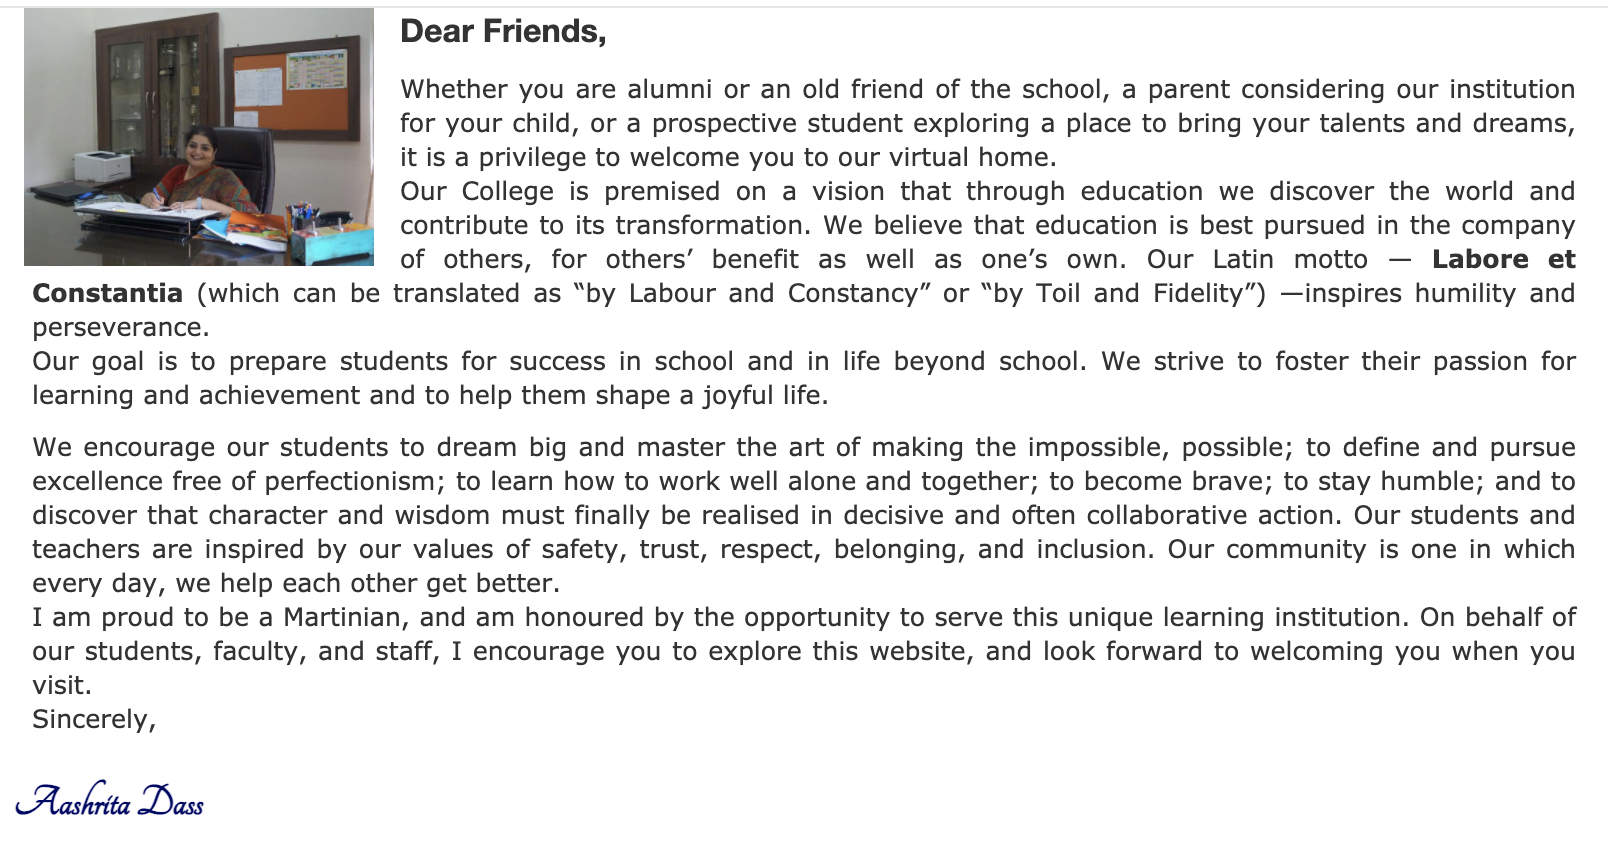 Dear Friends,
Whether you are alumni or an old friend of the school, a parent considering our institution
for your child, or a prospective student exploring a place to bring your talents and dreams,
it is a privilege to welcome you to our virtual home.
Our College is premised on a vision that through education we discover the world and
contribute to its transformation. We believe that education is best pursued in the company
of others, for others’ benefit as well as one’s own. Our Latin motto — Labore et
Constantia (which can be translated as “by Labour and Constancy” or “by Toil and Fidelity”) —inspires humility and
perseverance.
Our goal is to prepare students for success in school and in life beyond school. We strive to foster their passion for
learning and achievement and to help them shape a joyful life.
We encourage our students to dream big and master the art of making the impossible, possible; to define and pursue
excellence free of perfectionism; to learn how to work well alone and together; to become brave; to stay humble; and to
discover that character and wisdom must finally be realised in decisive and often collaborative action. Our students and
teachers are inspired by our values of safety, trust, respect, belonging, and inclusion. Our community is one in which
every day, we help each other get better.
I am proud to be a Martinian, and am honoured by the opportunity to serve this unique learning institution. On behalf of
our students, faculty, and staff, I encourage you to explore this website, and look forward to welcoming you when you
visit.
Sincerely,
Aashrita Dass